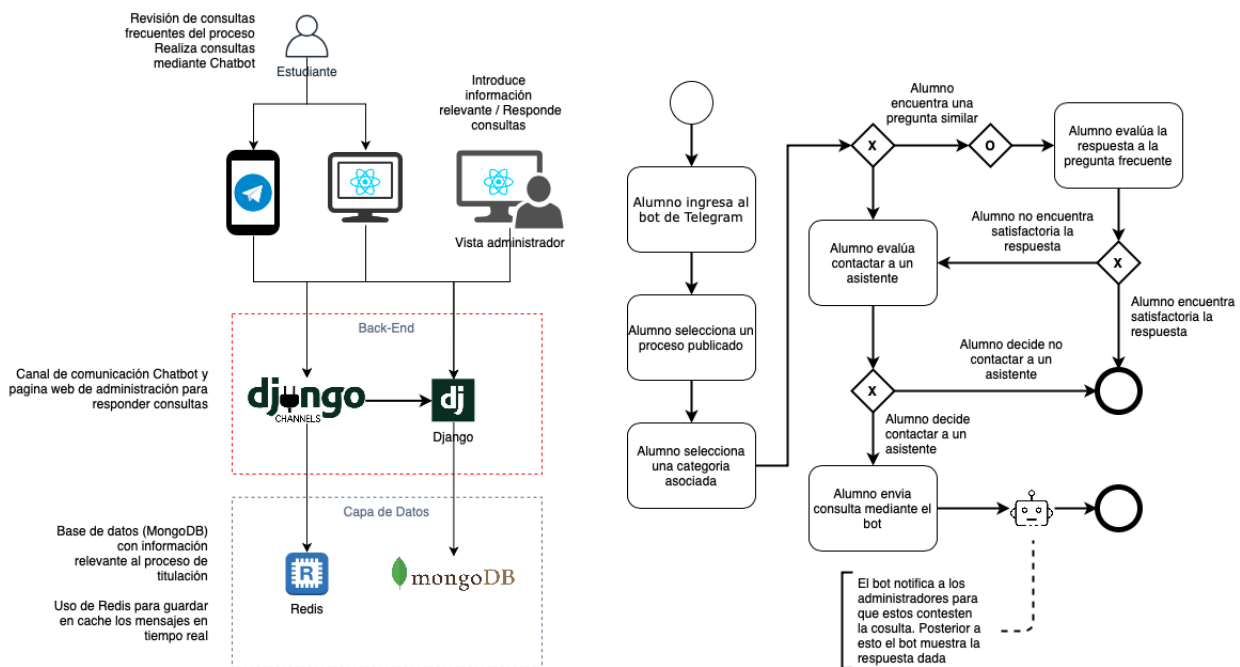 Revisión de consultas
frecuentes del proceso
Realiza consultas
mediante Chatbot
Estudiante
Introduce
información
relevante / Responde
consultas
Vista administrador
Back-End
Canal de comunicación Chatbot y
pagina web de administración para
responder consultas
django
CHANNELS
dj
Django
Capa de Datos
Base de datos (MongoDB)
con información
relevante al proceso de
titulación
Uso de Redis para guardar
en cache los mensajes en
tiempo real
R
Redis
mongoDB
Alumno ingresa al
bot de Telegram
Alumno selecciona un
proceso publicado
Alumno selecciona
una categoria
asociada
X
Alumno
encuentra una
pregunta similar
O
Alumno evalúa la
respuesta a la
pregunta frecuente
Alumno no encuentra
satisfactoria la
respuesta
X
Alumno encuentra
satisfactoria la
respuesta
Alumno evalúa
contactar a un
asistente
X
Alumno decide no
contactar a un
asistente
Alumno decide
contactar a un
asistente
Alumno envia
consulta mediante el
bot
El bot notifica a los
administradores para
que estos contesten
la cosulta. Posterior a
esto el bot muestra la
respuesta dada